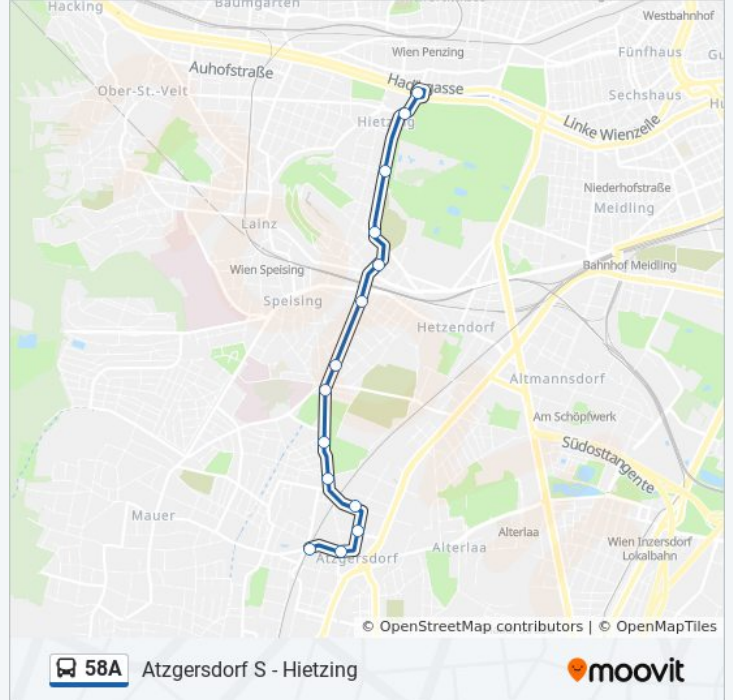 Hacking
Baumgarten
Westbahnhof
Wien Penzing
Fünfhaus
Gu
Auhofstraße
Ober-St.-Veit
Sechshaus
Hu
Linke Wienzeile
Niederhofstraße
Meidling
Lainz
Wien Speising
Bahnhof Meidling
Speising
Hetzendorf
Altmannsdorf
Am Schöpfwerk
Südosttangente
Mauer
Alterlaa
Alterlaa
Wien Inzersdorf
Lokalbahn
Atzgersdorf
© OpenStreetMap contributors | © OpenMapTiles
58A Atzgersdorf S - Hietzing
moovit